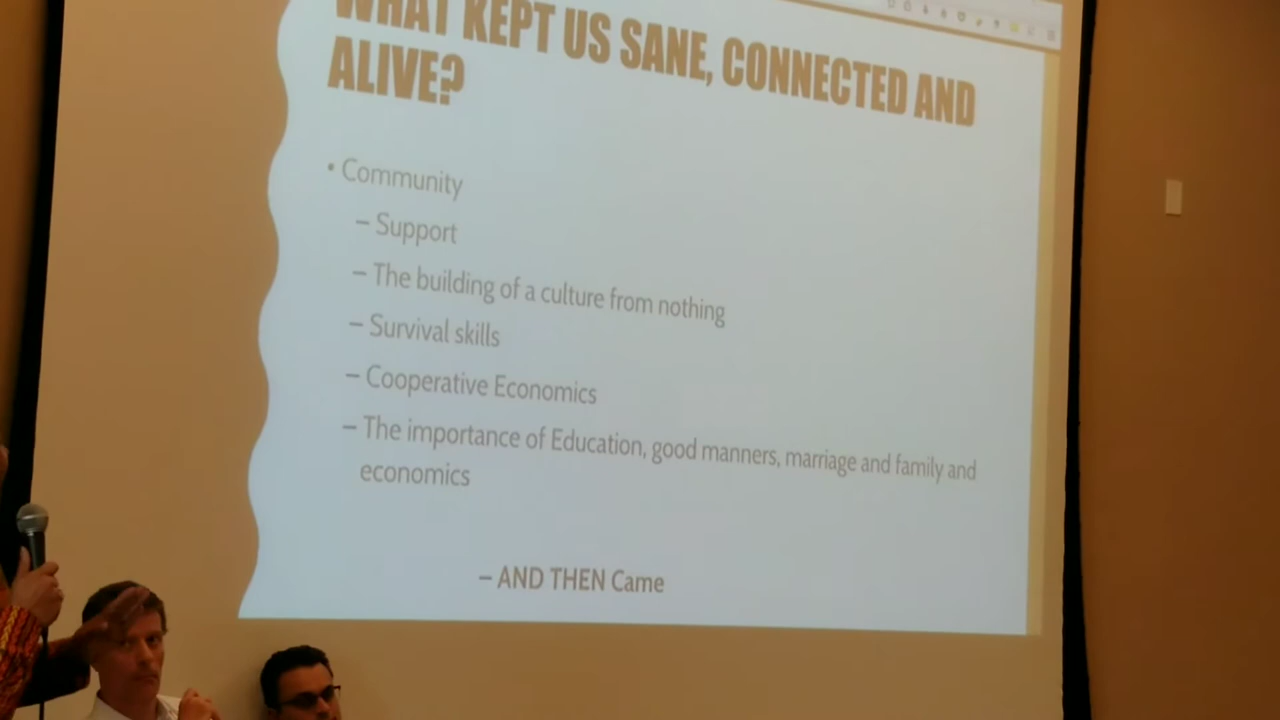 WHAT KEPT US SANE, CONNECTED AND
ALIVE?
• Community
– Support
– The building of a culture from nothing
– Survival skills
– Cooperative Economics
– The importance of Education, good manners, marriage and family and
economics
– AND THEN Came